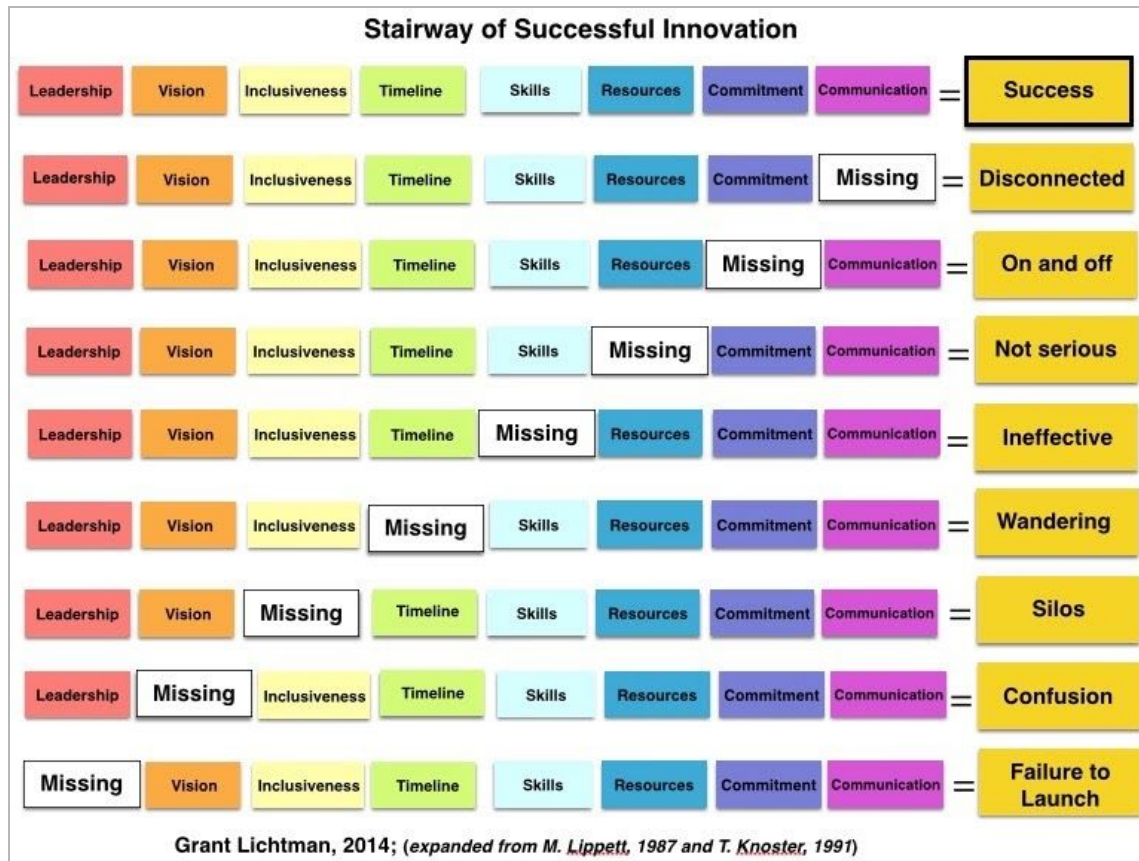 Stairway of Successful Innovation
Leadership Vision Inclusiveness Timeline Skills Resources Commitment Communication = Success
Leadership Vision Inclusiveness Timeline Skills Resources Commitment Missing = Disconnected
Leadership Vision Inclusiveness Timeline Skills Resources Missing Communication = On and off
Leadership Vision Inclusiveness Timeline Skills Missing Commitment Communication = Not serious
Leadership Vision Inclusiveness Timeline Missing Resources Commitment Communication = Ineffective
Leadership Vision Inclusiveness Missing Skills Resources Commitment Communication = Wandering
Leadership Vision Missing Timeline Skills Resources Commitment Communication = Silos
Leadership Missing Inclusiveness Timeline Skills Resources Commitment Communication = Confusion
Missing Vision Inclusiveness Timeline Skills Resources Commitment Communication = Failure to
Launch
Grant Lichtman, 2014; (expanded from M. Lippett, 1987 and T. Knoster, 1991)